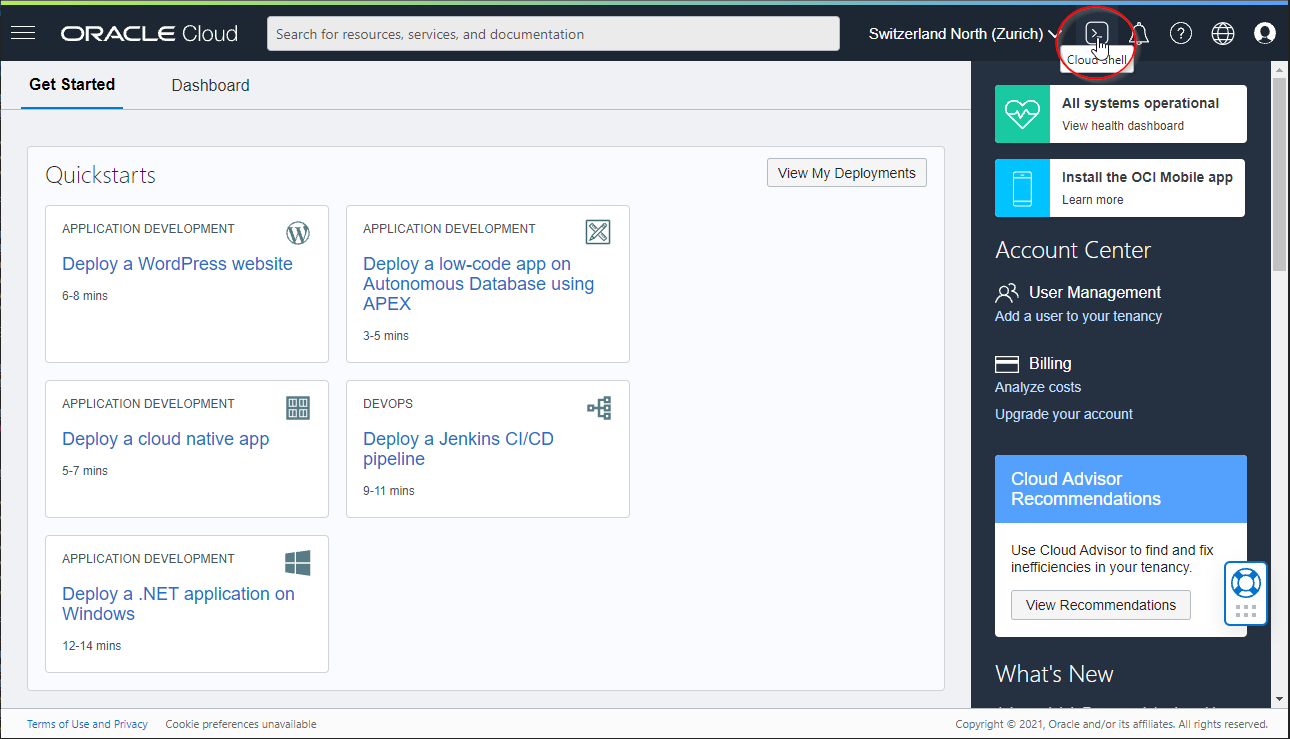 ORACLE Cloud
Search for resources, services, and documentation
Switzerland North (Zurich)
Cloud Shell
Get Started
Dashboard
Quickstarts
View My Deployments
APPLICATION DEVELOPMENT
Deploy a WordPress website
6-8 mins
APPLICATION DEVELOPMENT
Deploy a low-code app on
Autonomous Database using
APEX
3-5 mins
APPLICATION DEVELOPMENT
Deploy a cloud native app
5-7 mins
DEVOPS
Deploy a Jenkins CI/CD
pipeline
9-11 mins
APPLICATION DEVELOPMENT
Deploy a .NET application on
Windows
12-14 mins
All systems operational
View health dashboard
Install the OCI Mobile app
Learn more
Account Center
User Management
Add a user to your tenancy
Billing
Analyze costs
Upgrade your account
Cloud Advisor
Recommendations
Use Cloud Advisor to find and fix
inefficiencies in your tenancy.
View Recommendations
What's New
Terms of Use and Privacy
Cookie preferences unavailable
Copyright © 2021, Oracle and/or its affiliates. All rights reserved.